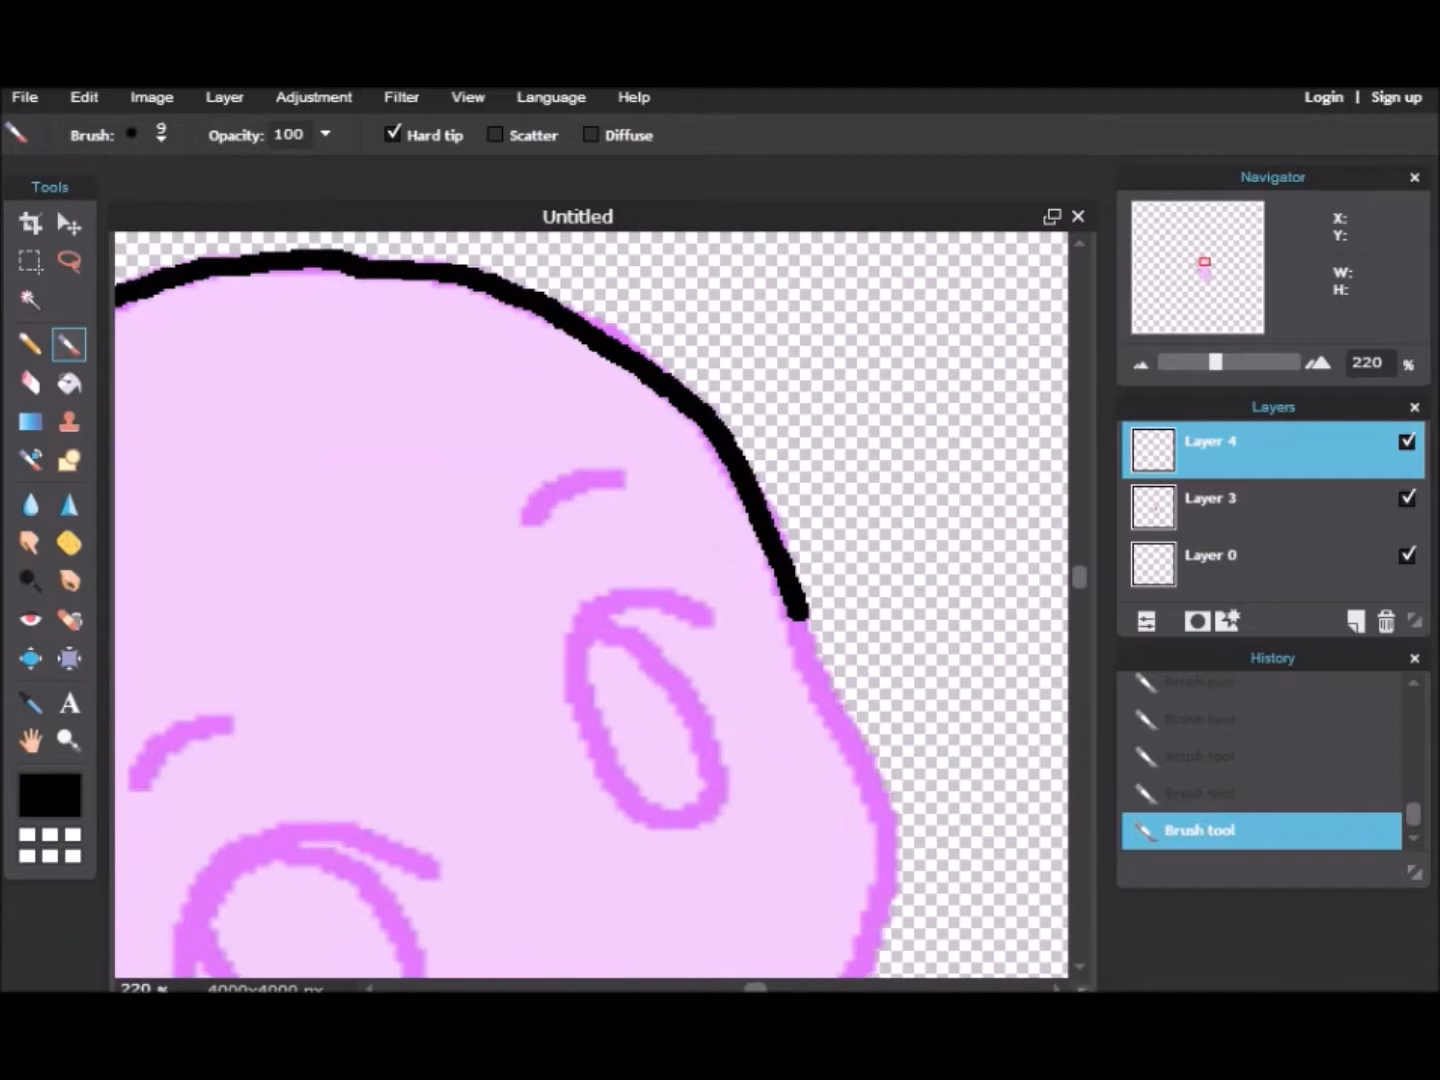 File Edit Image Layer Adjustment Filter View Language Help Login | Sign up
Brush: 9 Opacity: 100 Hard tip Scatter Diffuse
Tools
Untitled
Navigator
X:
Y:
W:
H:
220 %
Layers
Layer 4
Layer 3
Layer 0
History
Brush tool
Brush tool
Brush tool
Brush tool
Brush tool
220 % 4000x4000 px